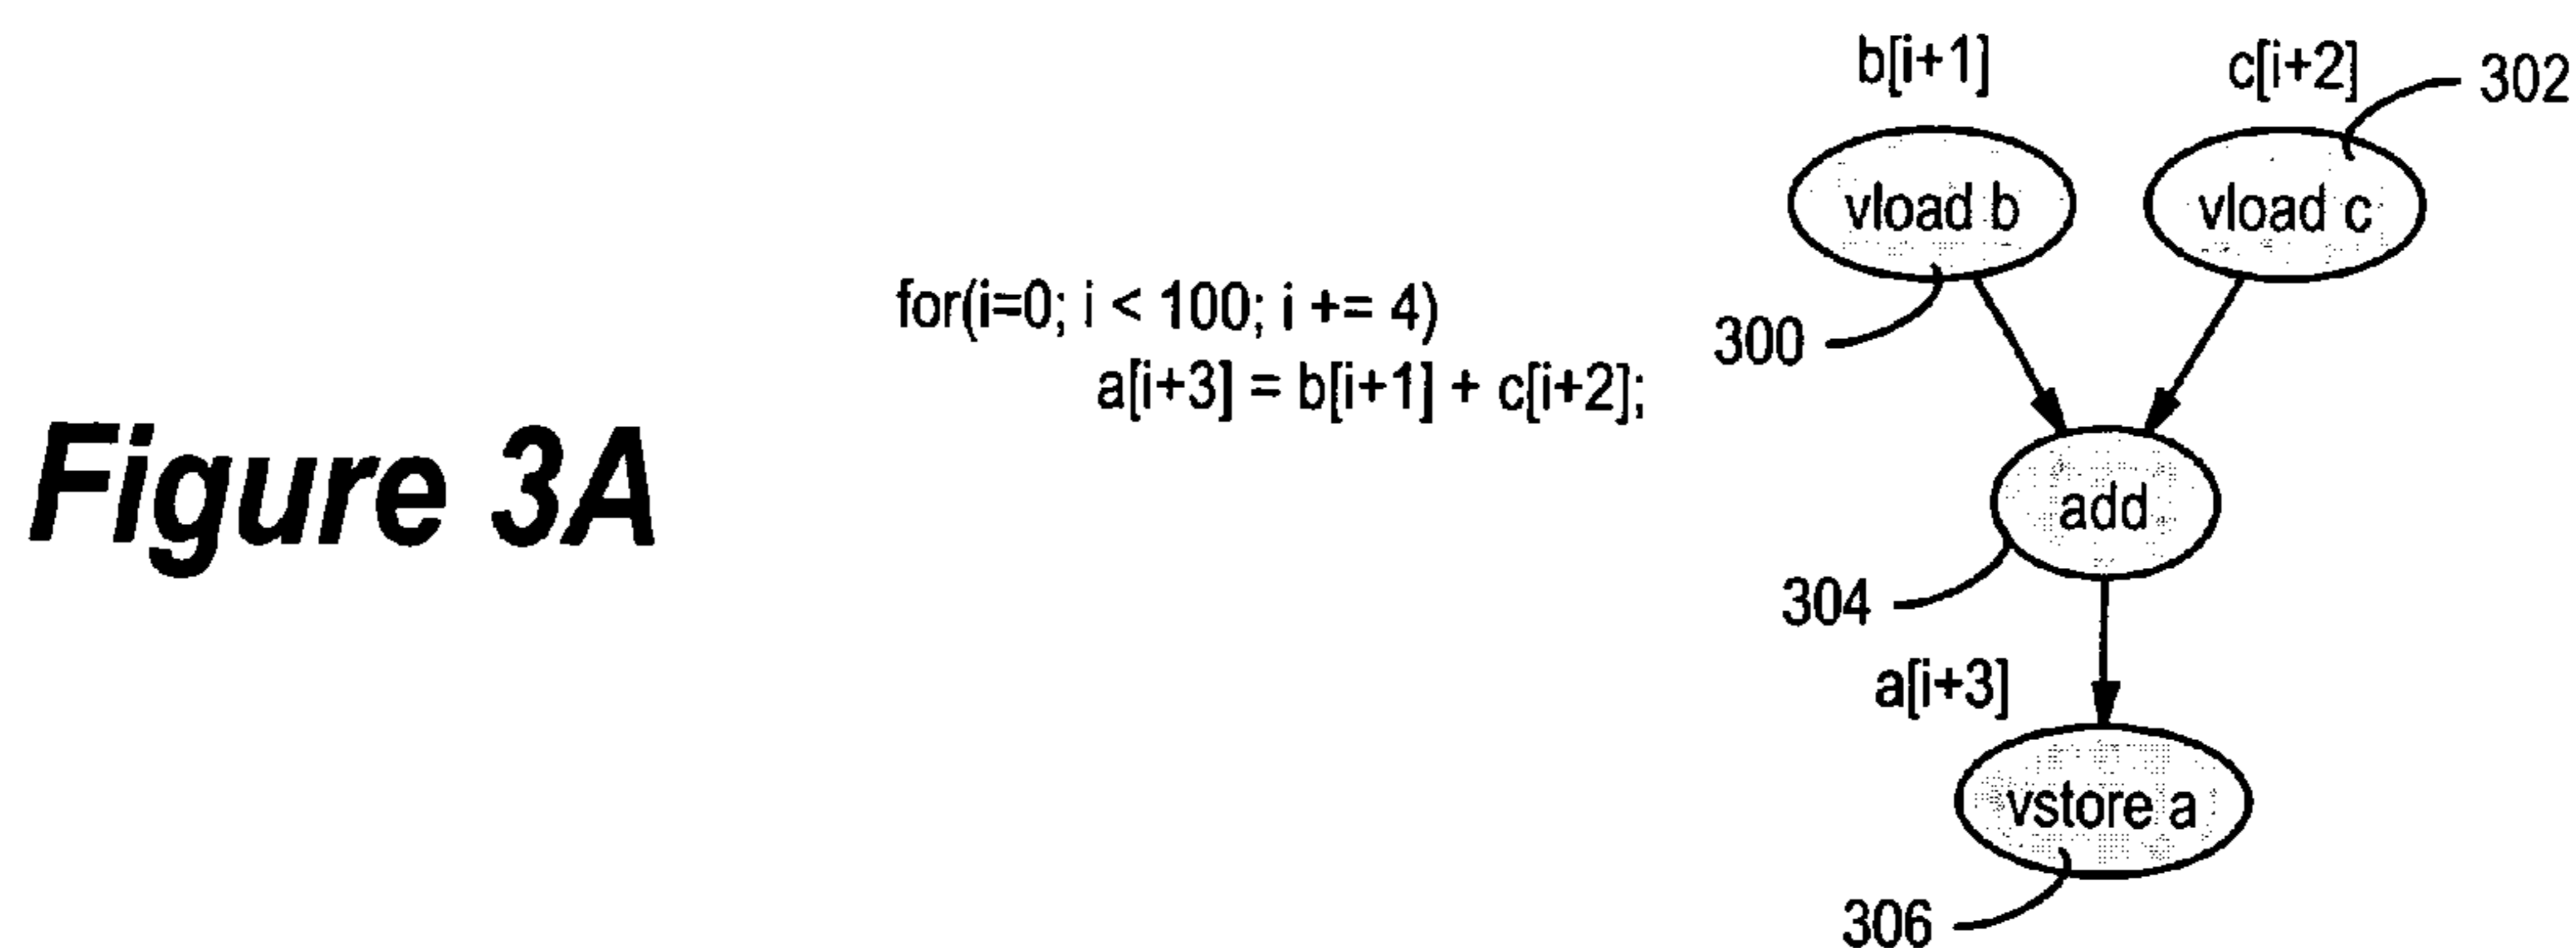 b[i+1]
c[i+2]
302
vload b
vload c
for(i=0; i < 100; i += 4)
300
a[i+3] = b[i+1] + c[i+2];
Figure 3A
add
304
a[i+3]
vstore a
306